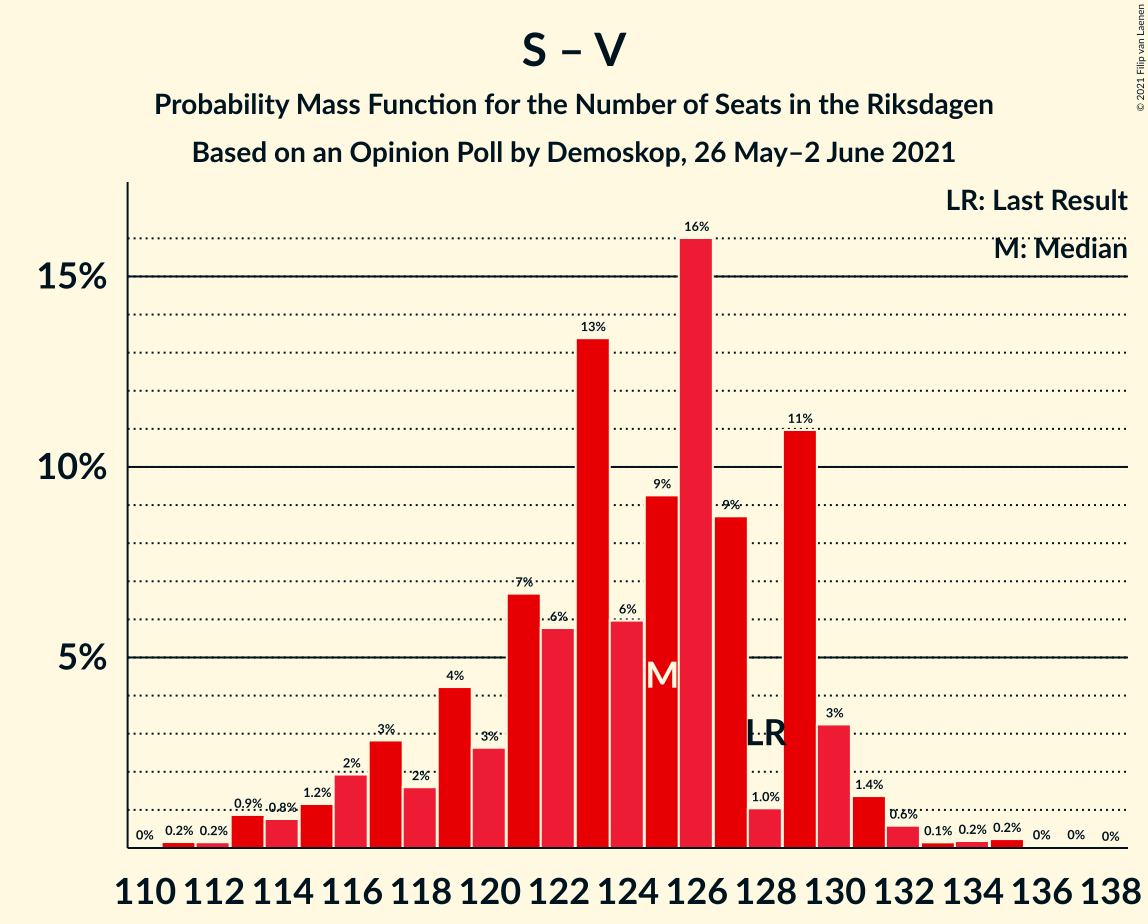 S – V
Probability Mass Function for the Number of Seats in the Riksdagen
Based on an Opinion Poll by Demoskop, 26 May–2 June 2021
© 2021 Filip van Laenen
LR: Last Result
M: Median
15%
10%
5%
0% 0.2% 0.2% 0.9% 0.8% 1.2% 2% 3% 2% 4% 3% 7% 6% 13% 6% 9% 16% 9% 1.0% 11% 3% 1.4% 0.6% 0.1% 0.2% 0.2% 0% 0% 0%
M
LR
110 112 114 116 118 120 122 124 126 128 130 132 134 136 138